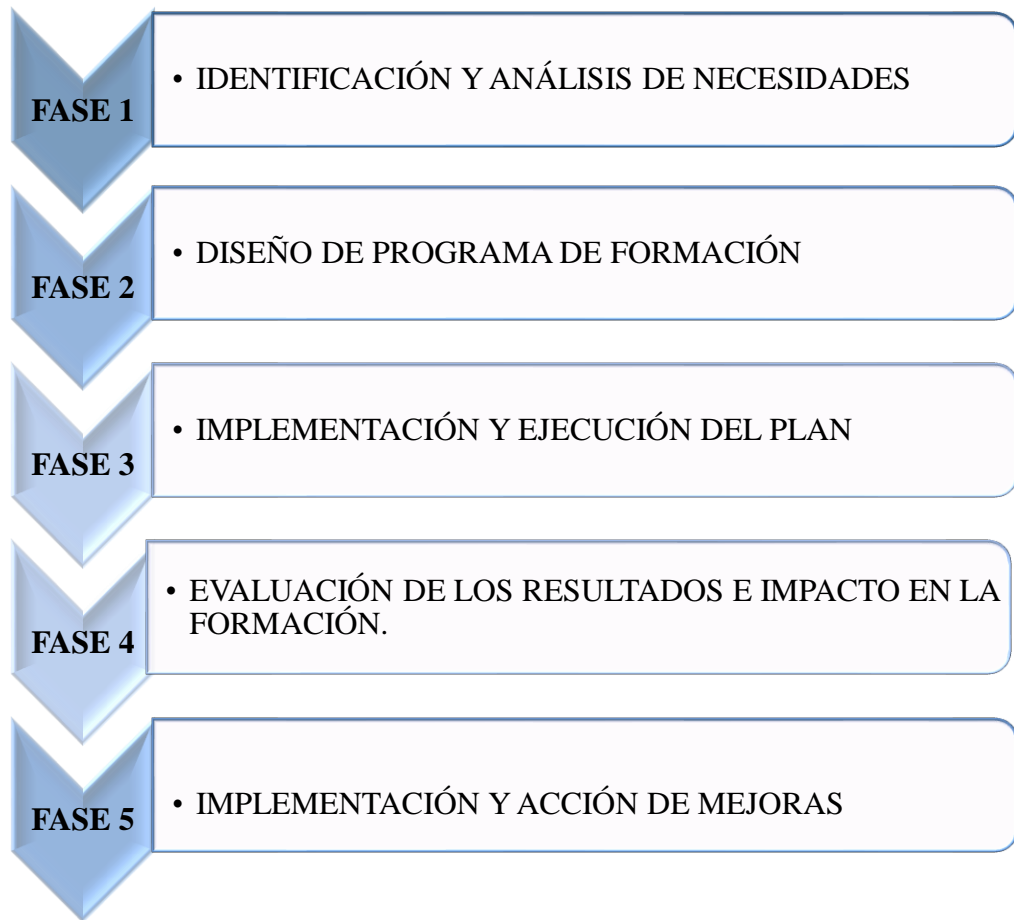 FASE 1
• IDENTIFICACIÓN Y ANÁLISIS DE NECESIDADES
FASE 2
• DISEÑO DE PROGRAMA DE FORMACIÓN
FASE 3
• IMPLEMENTACIÓN Y EJECUCIÓN DEL PLAN
FASE 4
• EVALUACIÓN DE LOS RESULTADOS E IMPACTO EN LA
FORMACIÓN.
FASE 5
• IMPLEMENTACIÓN Y ACCIÓN DE MEJORAS